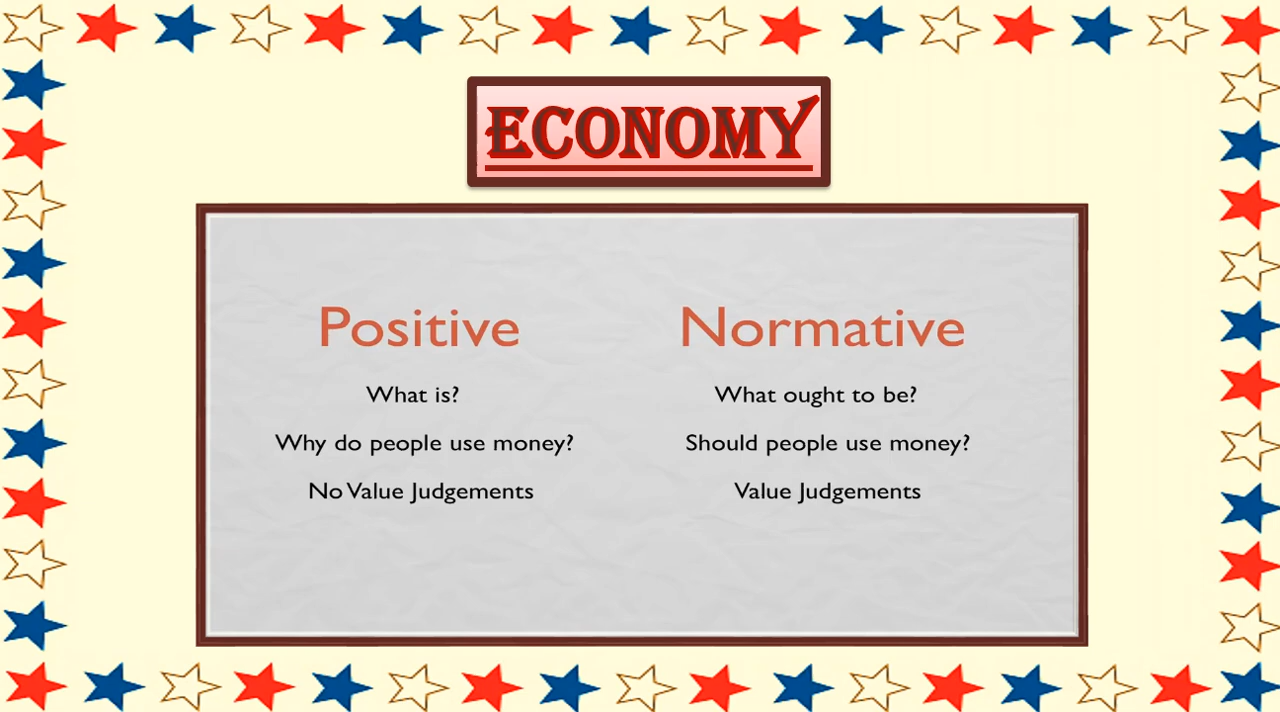 ECONOMY
Positive
What is?
Why do people use money?
No Value Judgements
Normative
What ought to be?
Should people use money?
Value Judgements